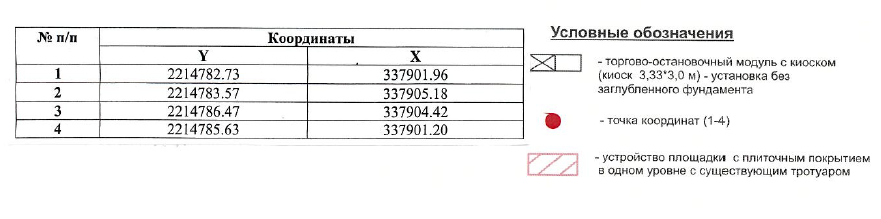 № п/п Координаты
Y X
1 2214782.73 337901.96
2 2214783.57 337905.18
3 2214786.47 337904.42
4 2214785.63 337901.20
Условные обозначения
- торгово-остановочный модуль с киоском
(киоск 3,33*3,0 м) - установка без
заглубленного фундамента
- точка координат (1-4)
- устройство площадки с плиточным покрытием
в одном уровне с существующим тротуаром